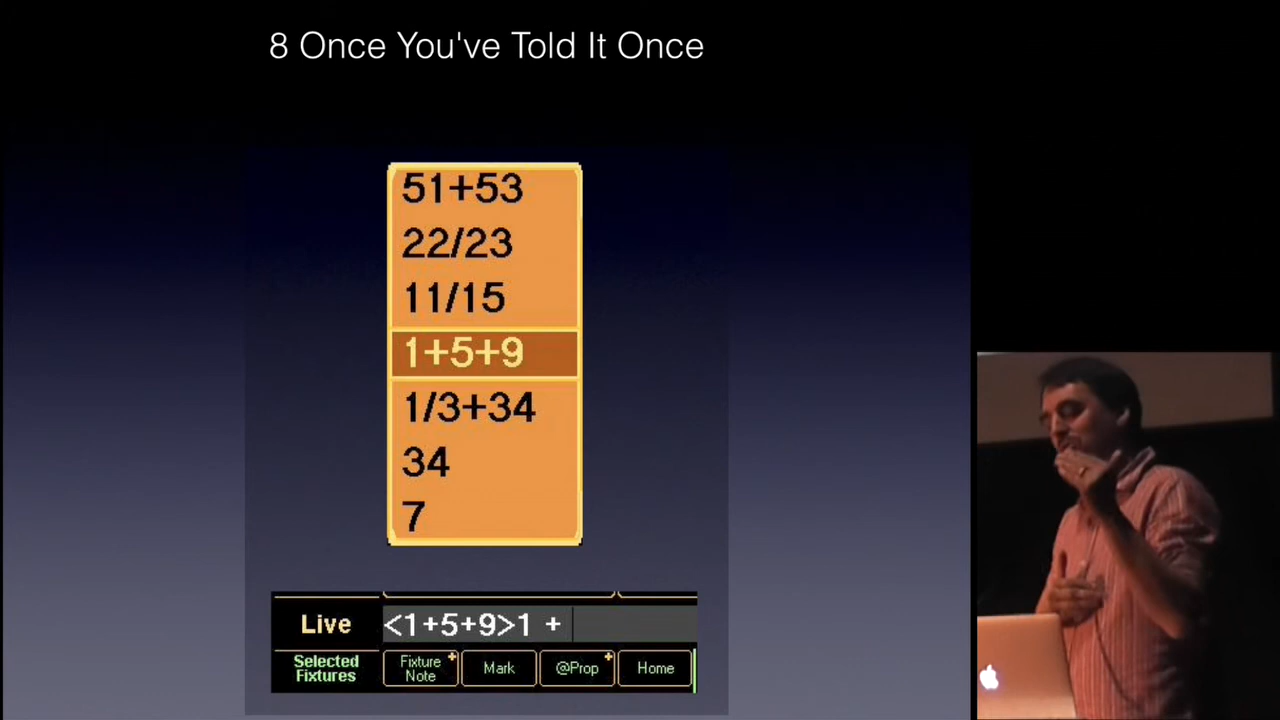 8 Once You've Told It Once
51+53
22/23
11/15
1+5+9
1/3+34
34
7
Live
<1+5+9>1 +
Selected
Fixtures
Fixture
Note
Mark
@Prop
Home